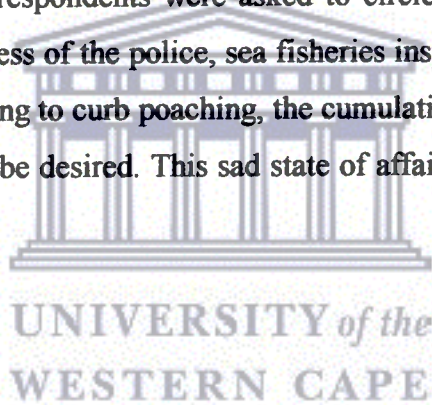 respondents were asked to circle
ess of the police, sea fisheries ins
ng to curb poaching, the cumulati
be desired. This sad state of affai
UNIVERSITY of the
WESTERN CAPE